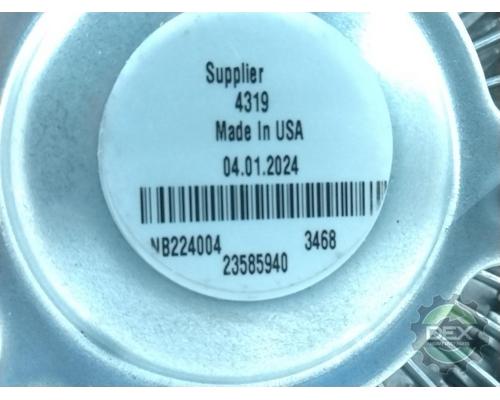 Supplier
4319
Made In USA
04.01.2024
NB224004 3468
23585940
DEX